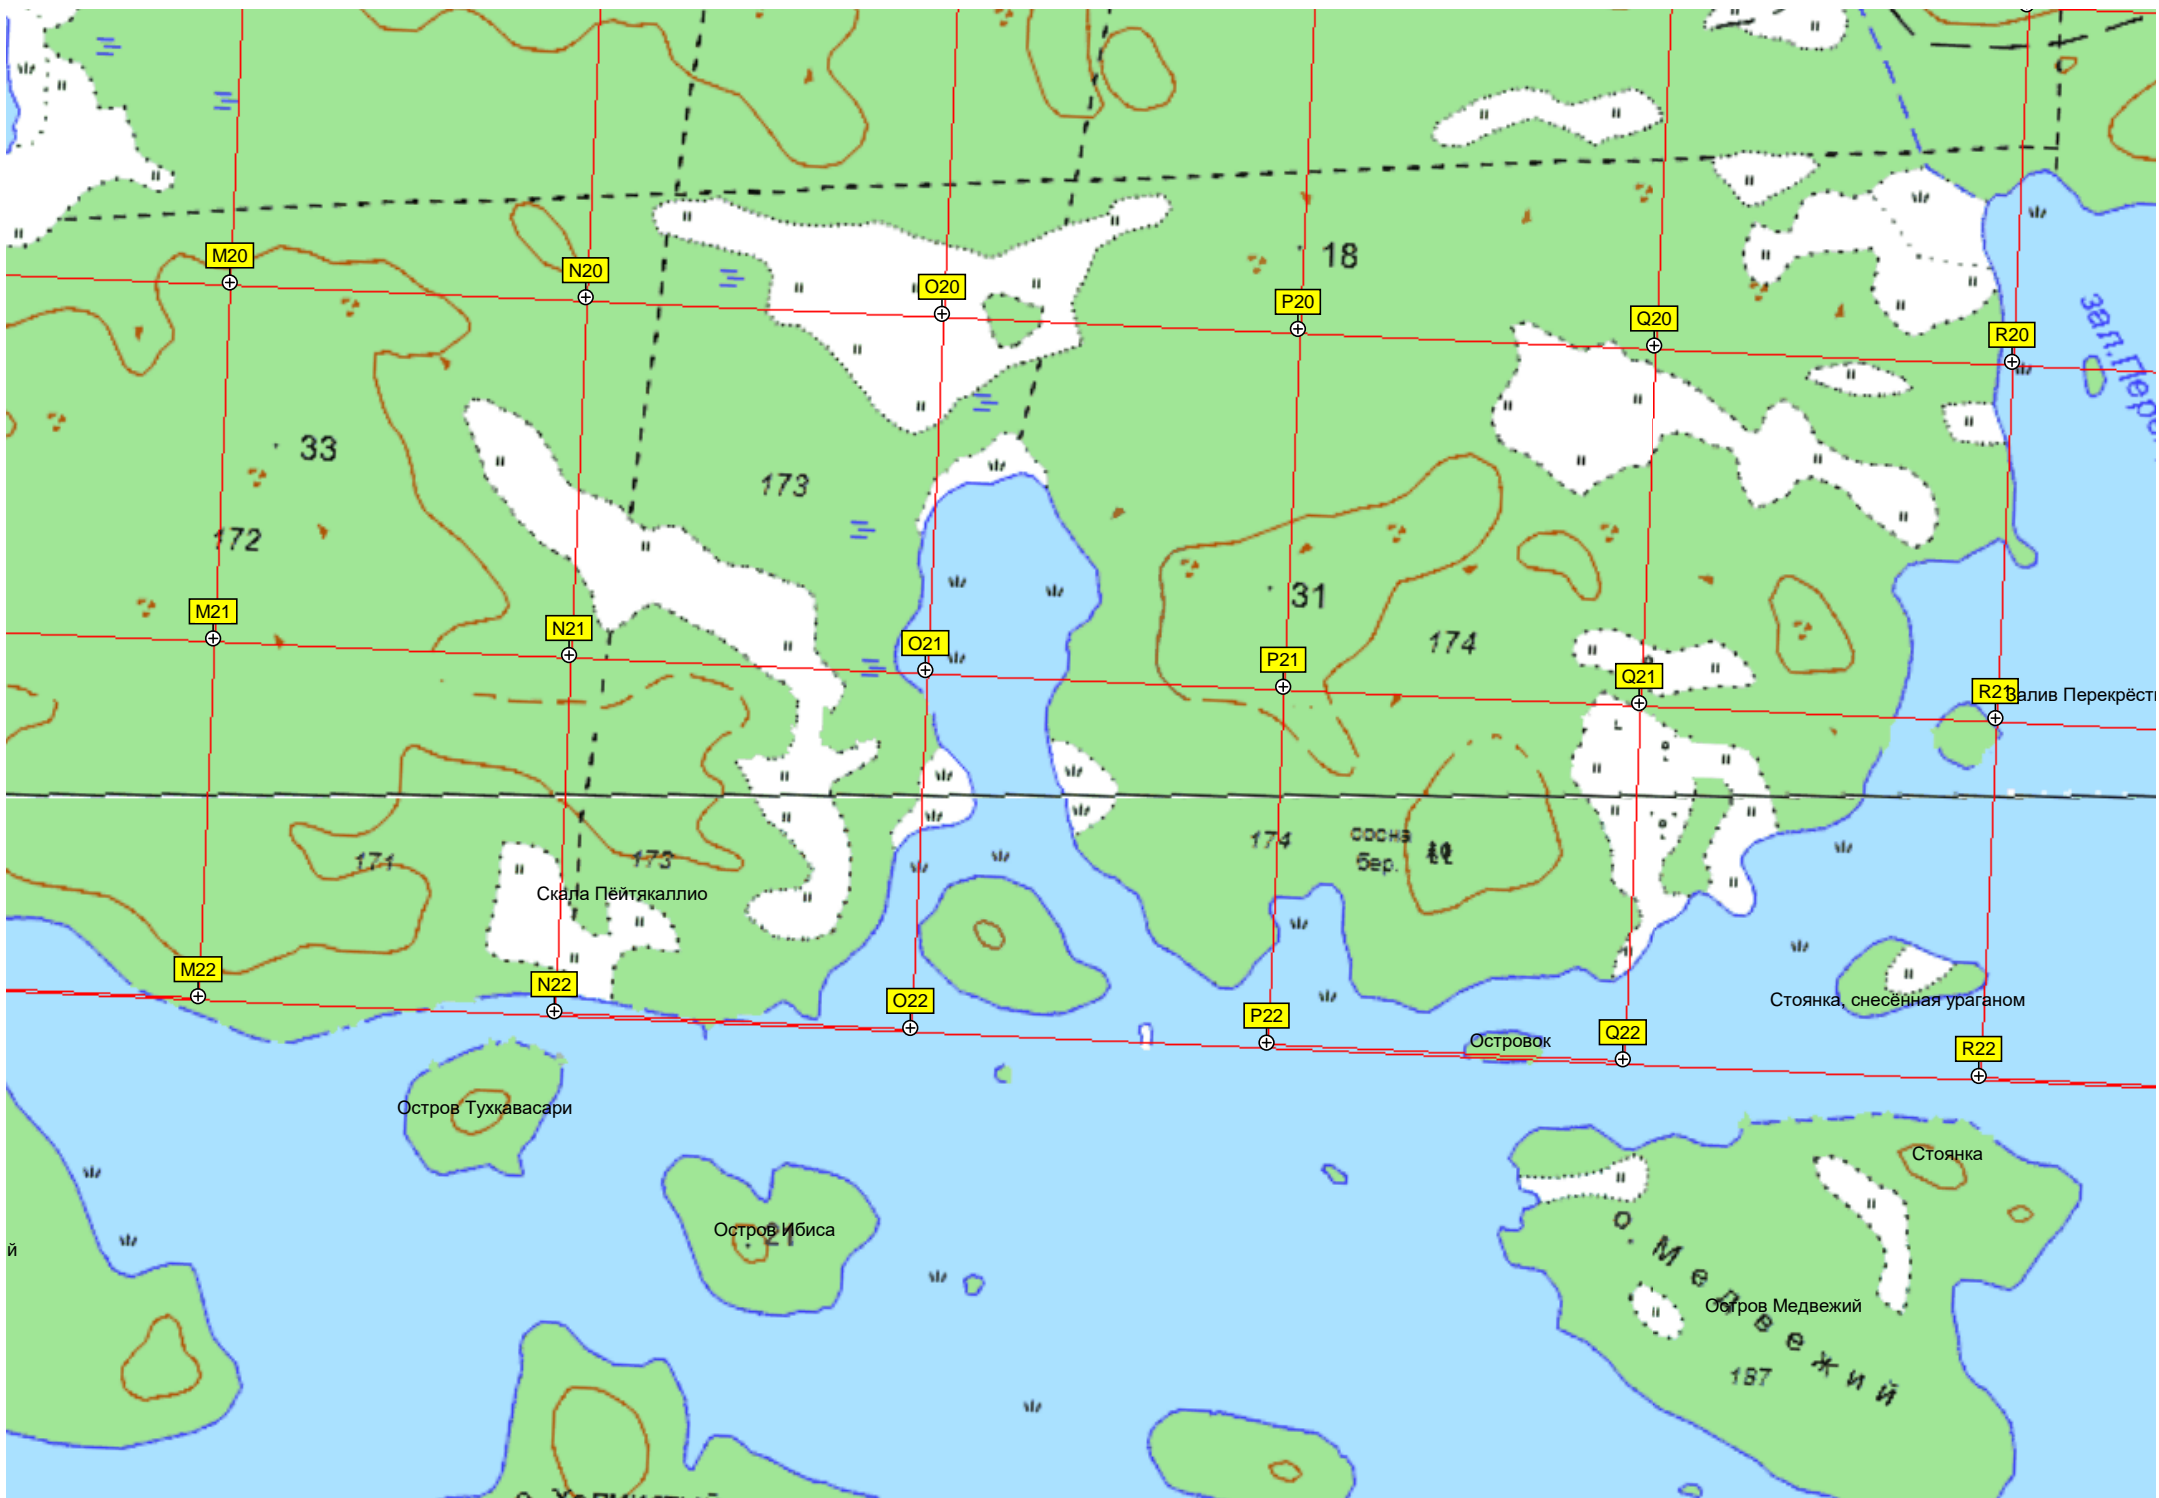 M20
N20
O20
P20
Q20
R20
18
33
173
172
31
174
M21
N21
O21
P21
Q21
R21
Залив Перекрёст
171
173
174
сосна
бер.
Скала Пёйтякаллио
M22
N22
O22
P22
Q22
R22
Стоянка, снесённая ураганом
Островок
Остров Тухкавасари
Стоянка
Остров Ибиса
21
й
о. Медвежий
Остров Медвежий
187